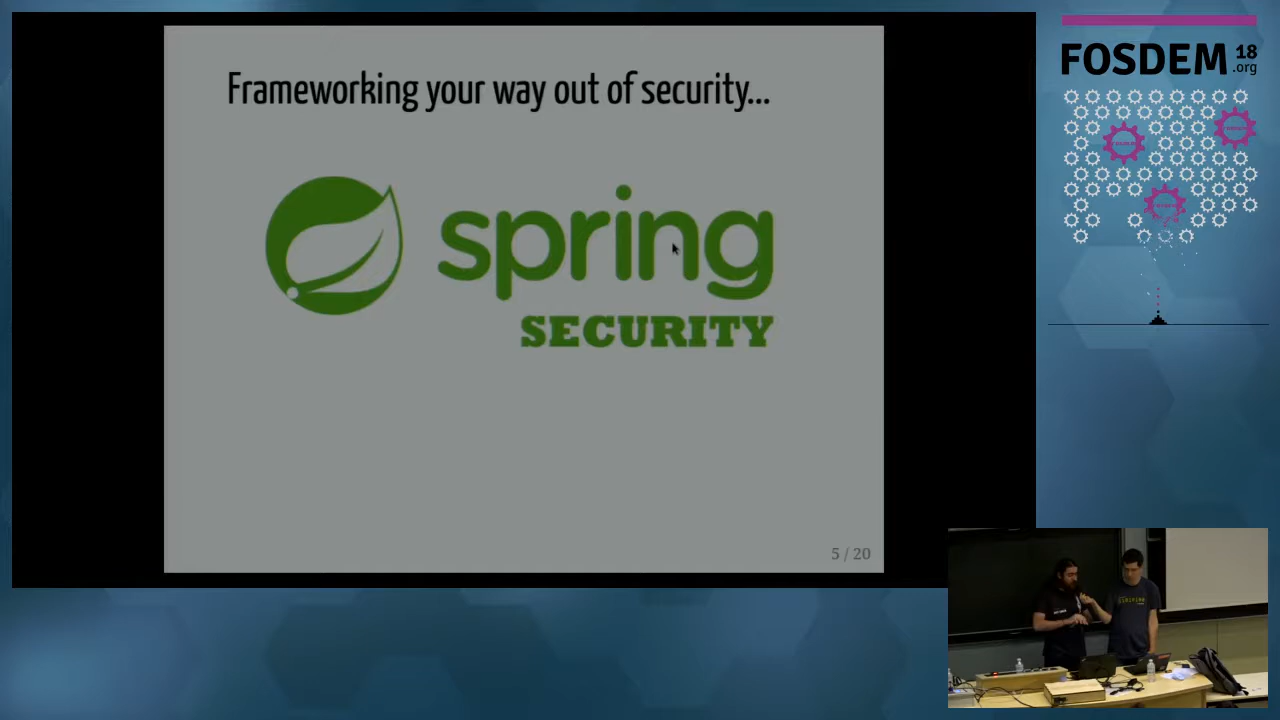 Frameworking your way out of security...
spring
SECURITY
5 / 20
FOSDEM 18
.org